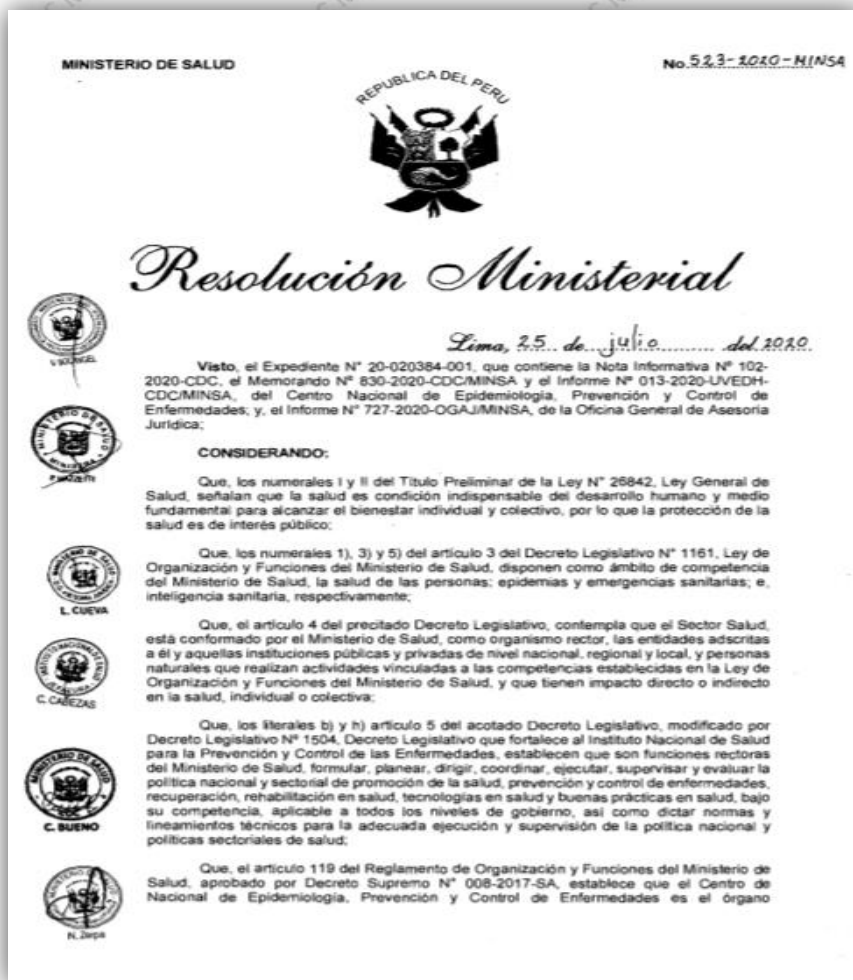 MINISTERIO DE SALUD
No 523-2020-MINSA
REPUBLICA DEL PERU
Resolución Ministerial
Lima, 25 de julio del 2020
Visto, el Expediente N° 20-020384-001, que contiene la Nota Informativa N° 102-
2020-CDC, el Memorando N° 830-2020-CDC/MINSA y el Informe N° 013-2020-UVEDH-
CDC/MINSA, del Centro Nacional de Epidemiología, Prevención y Control de
Enfermedades; y, el Informe N° 727-2020-OGAJ/MINSA, de la Oficina General de Asesoría
Jurídica;
CONSIDERANDO:
Que, los numerales I y II del Título Preliminar de la Ley N° 26842, Ley General de
Salud, señalan que la salud es condición indispensable del desarrollo humano y medio
fundamental para alcanzar el bienestar individual y colectivo, por lo que la protección de la
salud es de interés público;
Que, los numerales 1), 3) y 5) del artículo 3 del Decreto Legislativo N° 1161, Ley de
Organización y Funciones del Ministerio de Salud, disponen como ámbito de competencia
del Ministerio de Salud, la salud de las personas; epidemias y emergencias sanitarias; e,
inteligencia sanitaria, respectivamente;
L. CUEVA
Que, el artículo 4 del precitado Decreto Legislativo, contempla que el Sector Salud,
está conformado por el Ministerio de Salud, como organismo rector, las entidades adscritas
a él y aquellas instituciones públicas y privadas de nivel nacional, regional y local, y personas
naturales que realizan actividades vinculadas a las competencias establecidas en la Ley de
Organización y Funciones del Ministerio de Salud, y que tienen impacto directo o indirecto
en la salud, individual o colectiva;
C. CABEZAS
Que, los literales b) y h) artículo 5 del acotado Decreto Legislativo, modificado por
Decreto Legislativo N° 1504, Decreto Legislativo que fortalece al Instituto Nacional de Salud
para la Prevención y Control de las Enfermedades, establecen que son funciones rectoras
del Ministerio de Salud, formular, planear, dirigir, coordinar, ejecutar, supervisar y evaluar la
política nacional y sectorial de promoción de la salud, prevención y control de enfermedades,
recuperación, rehabilitación en salud, tecnologías en salud y buenas prácticas en salud, bajo
su competencia, aplicable a todos los niveles de gobierno, así como dictar normas y
lineamientos técnicos para la adecuada ejecución y supervisión de la política nacional y
políticas sectoriales de salud;
MINISTERIO DE SALUD
C. BUENO
Que, el artículo 119 del Reglamento de Organización y Funciones del Ministerio de
Salud, aprobado por Decreto Supremo N° 008-2017-SA, establece que el Centro de
Nacional de Epidemiología, Prevención y Control de Enfermedades es el órgano
N. Zerpa